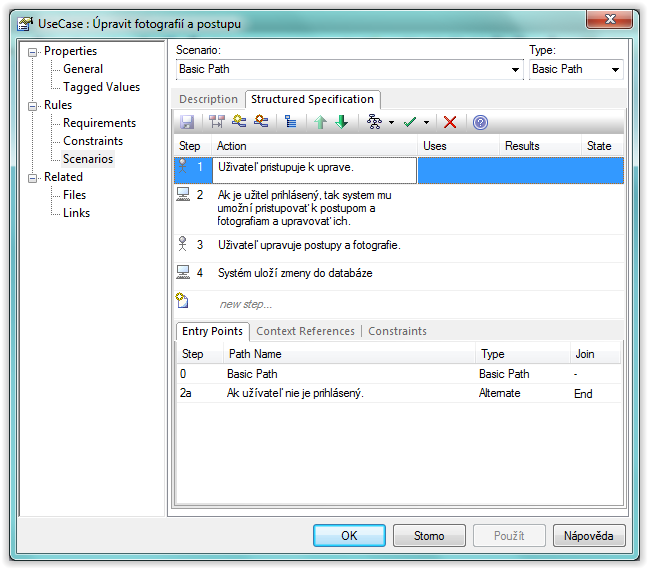 UseCase : Úpravit fotografií a postupu
Properties
General
Tagged Values
Rules
Requirements
Constraints
Scenarios
Related
Files
Links
Scenario: Type:
Basic Path Basic Path
Description Structured Specification
Step Action Uses Results State
1 Uživateľ pristupuje k uprave.
2 Ak je užitel prihlásený, tak system mu
umožní pristupovať k postupom a
fotografiam a upravovať ich.
3 Uživateľ upravuje postupy a fotografie.
4 Systém uloží zmeny do databáze
new step...
Entry Points Context References Constraints
Step Path Name Type Join
0 Basic Path Basic Path -
2a Ak užívateľ nie je prihlásený. Alternate End
OK Storno Použít Nápověda